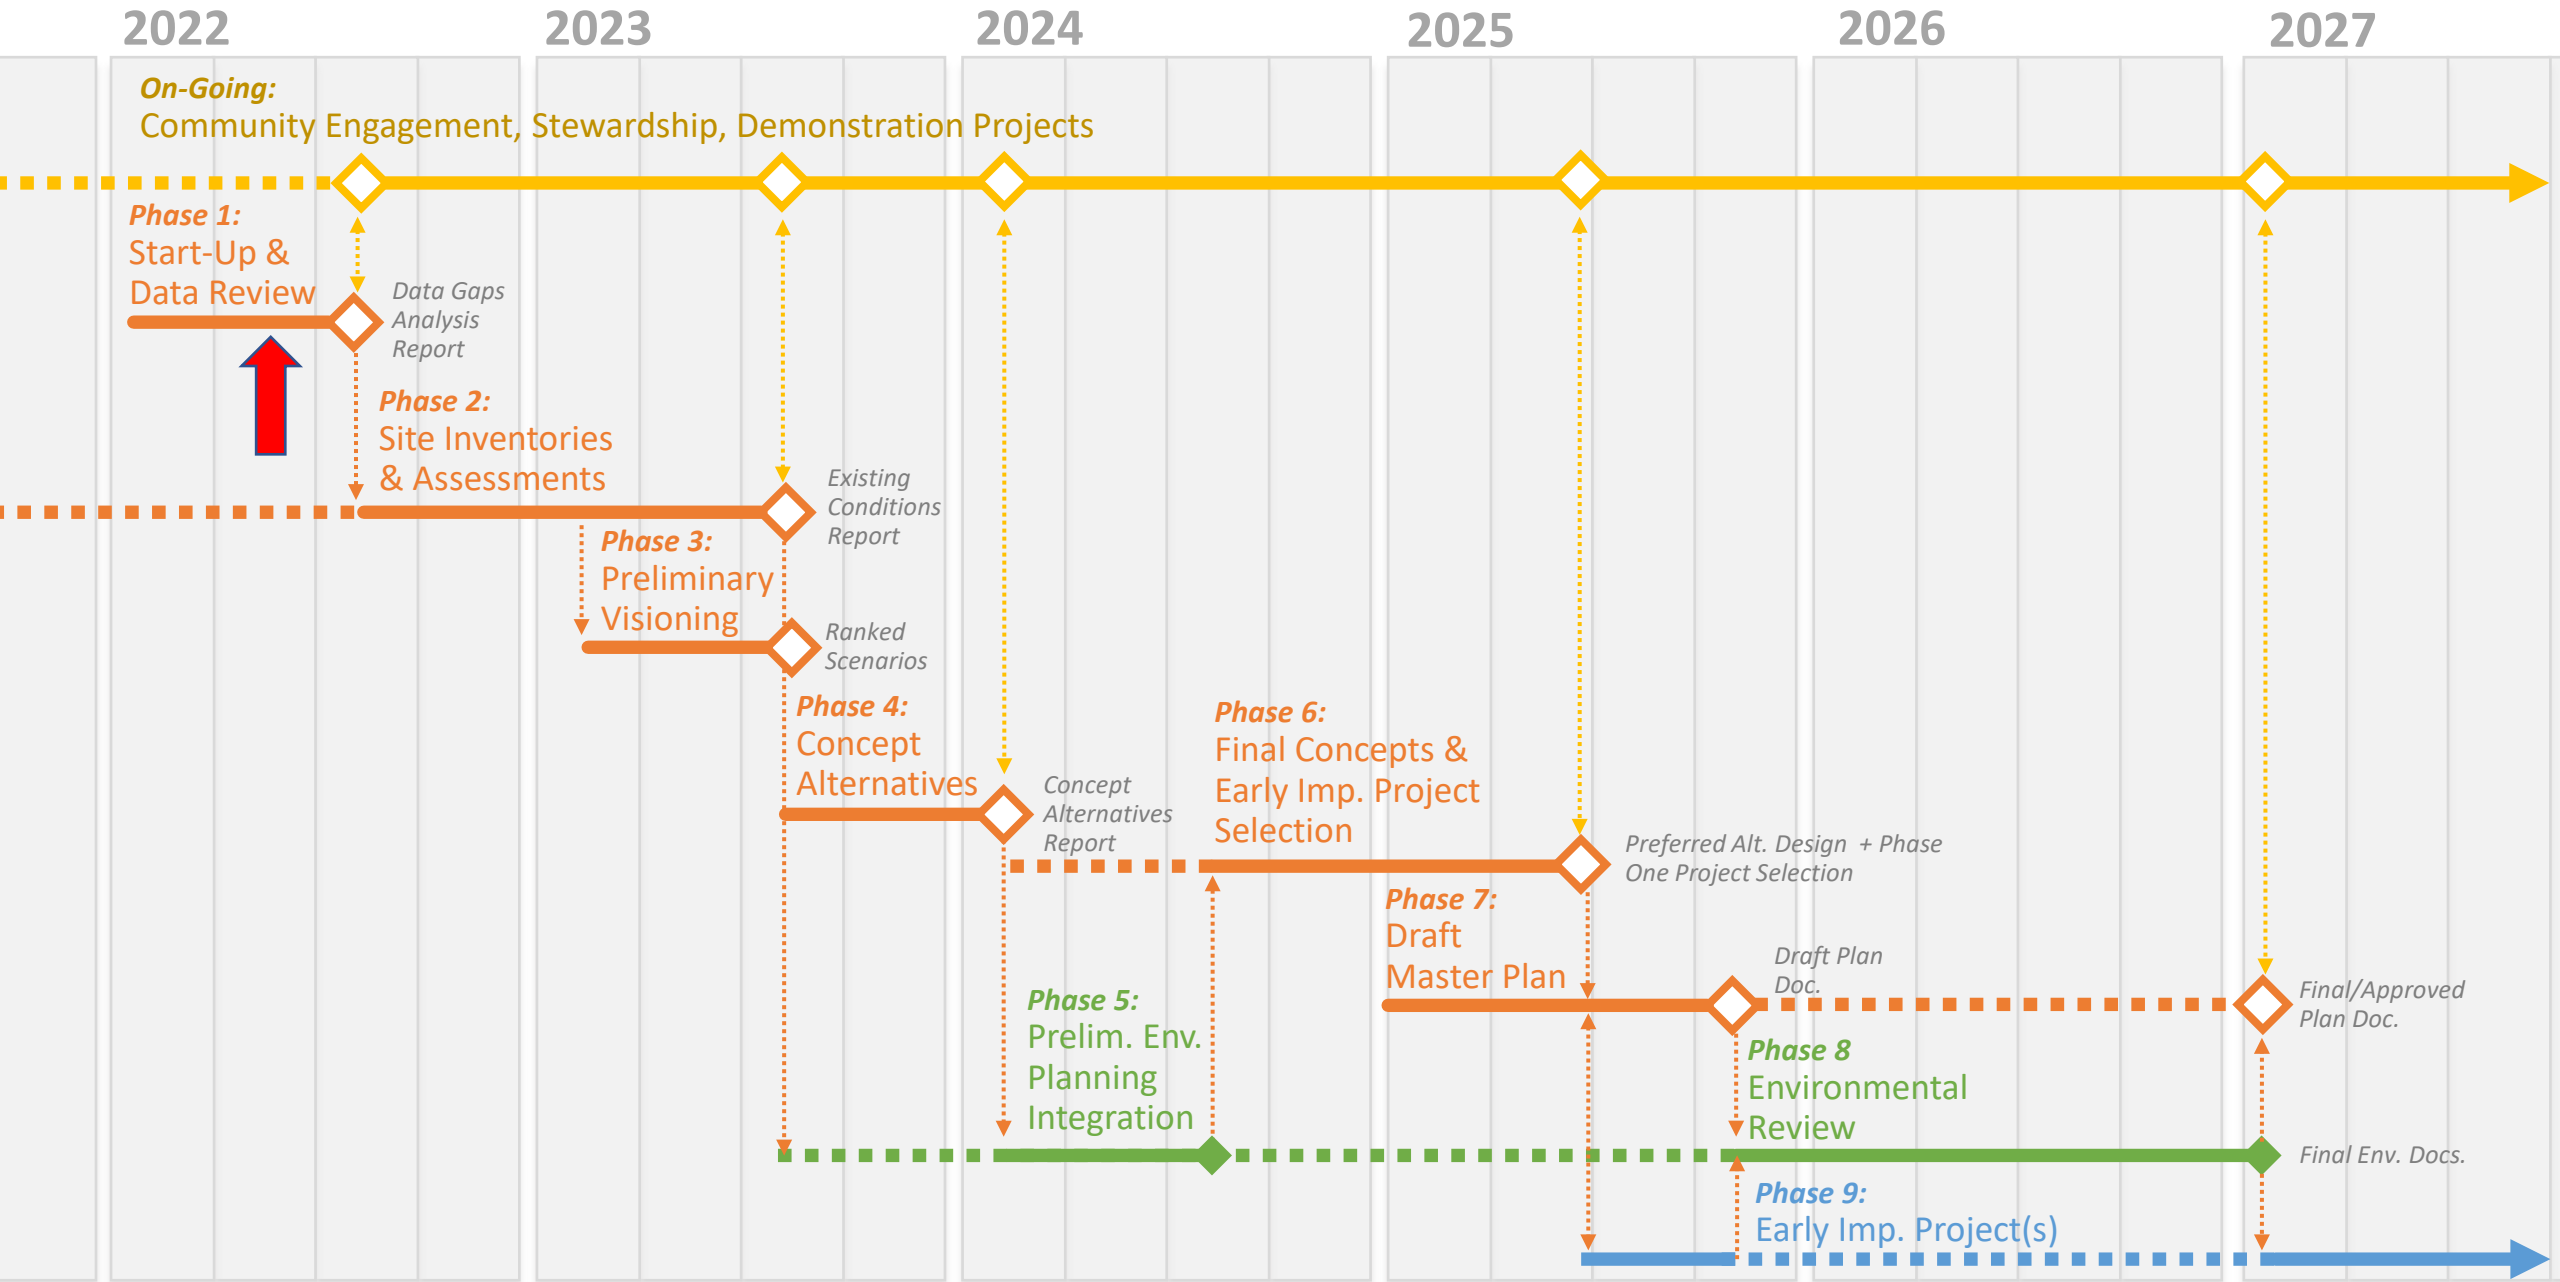 2022
2023
2024
2025
2026
2027
On-Going:
Community Engagement, Stewardship, Demonstration Projects
Phase 1:
Start-Up &
Data Review
Data Gaps
Analysis
Report
Phase 2:
Site Inventories
& Assessments
Existing
Conditions
Report
Phase 3:
Preliminary
Visioning
Ranked
Scenarios
Phase 4:
Concept
Alternatives
Concept
Alternatives
Report
Phase 6:
Final Concepts &
Early Imp. Project
Selection
Preferred Alt. Design + Phase
One Project Selection
Phase 7:
Draft
Master Plan
Draft Plan
Doc.
Final/Approved
Plan Doc.
Phase 5:
Prelim. Env.
Planning
Integration
Phase 8
Environmental
Review
Final Env. Docs.
Phase 9:
Early Imp. Project(s)